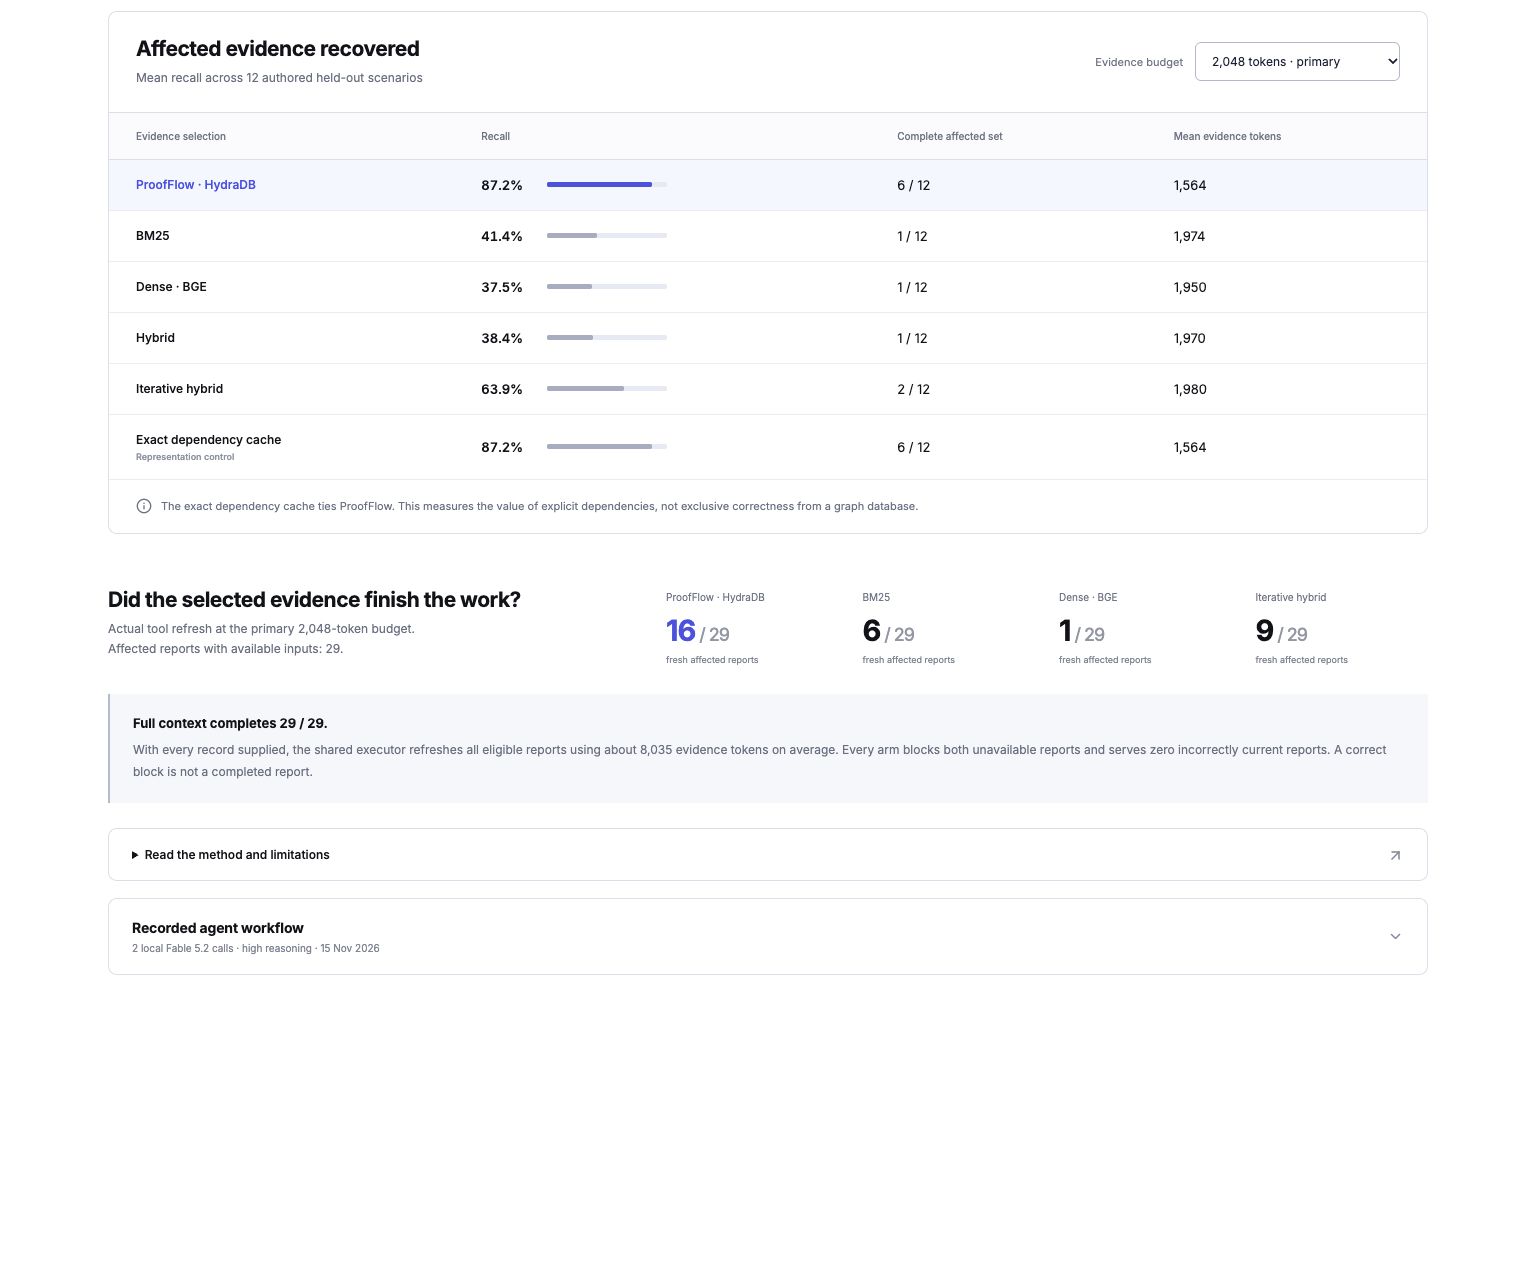 Affected evidence recovered
Mean recall across 12 authored held-out scenarios
Evidence budget
2,048 tokens · primary
Evidence selection Recall Complete affected set Mean evidence tokens
ProofFlow · HydraDB 87.2% 6 / 12 1,564
BM25 41.4% 1 / 12 1,974
Dense · BGE 37.5% 1 / 12 1,950
Hybrid 38.4% 1 / 12 1,970
Iterative hybrid 63.9% 2 / 12 1,980
Exact dependency cache 87.2% 6 / 12 1,564
Representation control
The exact dependency cache ties ProofFlow. This measures the value of explicit dependencies, not exclusive correctness from a graph database.
Did the selected evidence finish the work?
Actual tool refresh at the primary 2,048-token budget.
Affected reports with available inputs: 29.
ProofFlow · HydraDB
16 / 29
fresh affected reports
BM25
6 / 29
fresh affected reports
Dense · BGE
1 / 29
fresh affected reports
Iterative hybrid
9 / 29
fresh affected reports
Full context completes 29 / 29.
With every record supplied, the shared executor refreshes all eligible reports using about 8,035 evidence tokens on average. Every arm blocks both unavailable reports and serves zero incorrectly current reports. A correct
block is not a completed report.
Read the method and limitations
Recorded agent workflow
2 local Fable 5.2 calls · high reasoning · 15 Nov 2026